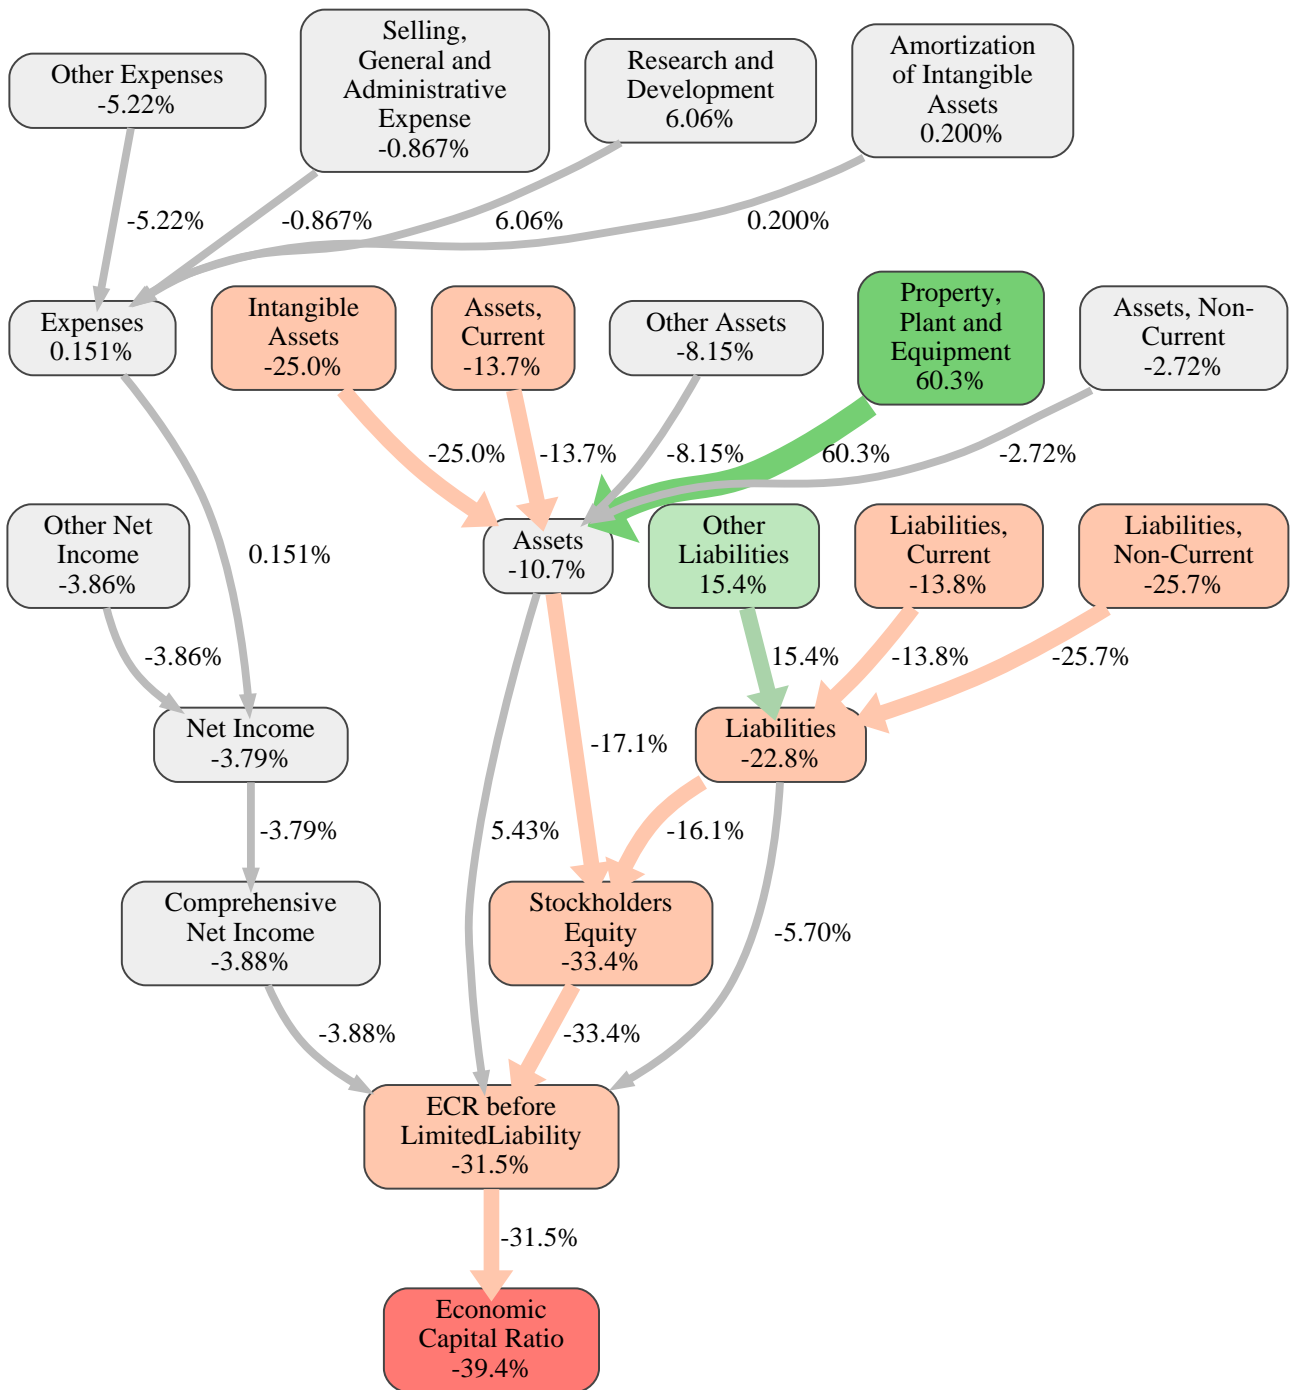 Other Expenses
-5.22%
Selling,
General and
Administrative
Expense
-0.867%
Research and
Development
6.06%
Amortization
of Intangible
Assets
0.200%
-5.22%
-0.867%
6.06%
0.200%
Expenses
0.151%
Intangible
Assets
-25.0%
Assets,
Current
-13.7%
Other Assets
-8.15%
Property,
Plant and
Equipment
60.3%
Assets, Non-
Current
-2.72%
-25.0%
-13.7%
-8.15%
60.3%
-2.72%
Other Net
Income
-3.86%
0.151%
Assets
-10.7%
Other
Liabilities
15.4%
Liabilities,
Current
-13.8%
Liabilities,
Non-Current
-25.7%
-3.86%
15.4%
-13.8%
-25.7%
Net Income
-3.79%
-17.1%
Liabilities
-22.8%
-3.79%
5.43%
-16.1%
Comprehensive
Net Income
-3.88%
Stockholders
Equity
-33.4%
-5.70%
-3.88%
-33.4%
ECR before
LimitedLiability
-31.5%
-31.5%
Economic
Capital Ratio
-39.4%